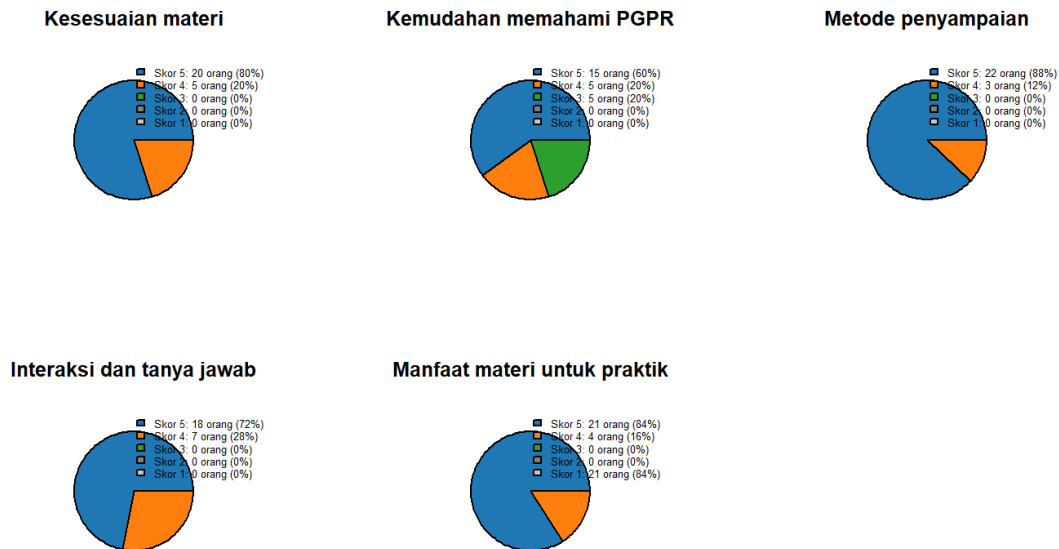 Kesesuaian materi
Skor 5: 20 orang (80%)
Skor 4: 5 orang (20%)
Skor 3: 0 orang (0%)
Skor 2: 0 orang (0%)
Skor 1: 0 orang (0%)
Kemudahan memahami PGPR
Skor 5: 15 orang (60%)
Skor 4: 5 orang (20%)
Skor 3: 5 orang (20%)
Skor 2: 0 orang (0%)
Skor 1: 0 orang (0%)
Metode penyampaian
Skor 5: 22 orang (88%)
Skor 4: 3 orang (12%)
Skor 3: 0 orang (0%)
Skor 2: 0 orang (0%)
Skor 1: 0 orang (0%)
Interaksi dan tanya jawab
Skor 5: 18 orang (72%)
Skor 4: 7 orang (28%)
Skor 3: 0 orang (0%)
Skor 2: 0 orang (0%)
Skor 1: 0 orang (0%)
Manfaat materi untuk praktik
Skor 5: 21 orang (84%)
Skor 4: 4 orang (16%)
Skor 3: 0 orang (0%)
Skor 2: 0 orang (0%)
Skor 1: 21 orang (84%)